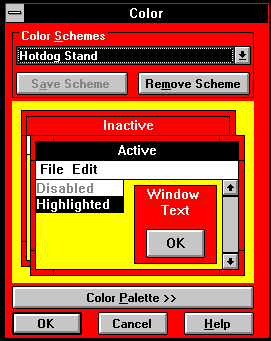 Color
Color Schemes
Hotdog Stand
Save Scheme Remove Scheme
Inactive
Active
File Edit
Disabled
Highlighted
Window
Text
OK
Color Palette >>
OK Cancel Help